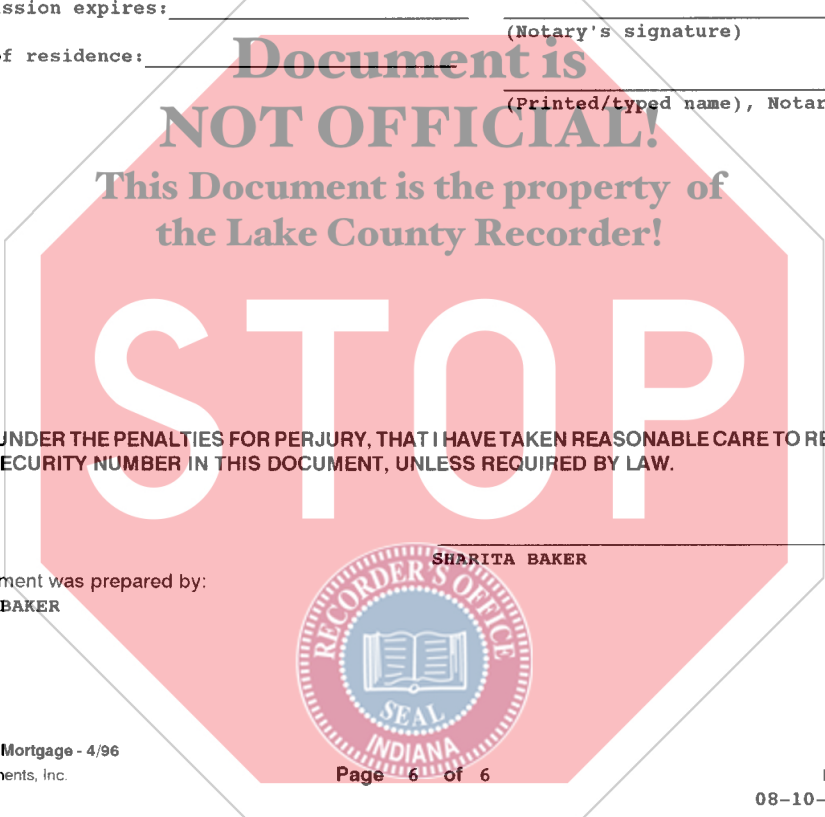 ssion expires:
(Notary's signature)
of residence:
Document is
(Printed/typed name), Notar
NOT OFFICIAL!
This Document is the property of
the Lake County Recorder!
STOP
UNDER THE PENALTIES FOR PERJURY, THAT I HAVE TAKEN REASONABLE CARE TO RE
ECURITY NUMBER IN THIS DOCUMENT, UNLESS REQUIRED BY LAW.
SHARITA BAKER
ment was prepared by:
BAKER
RECORDER'S OFFICE
SEAL
INDIANA
Mortgage - 4/96
ents, Inc.
Page 6 of 6
08-10-